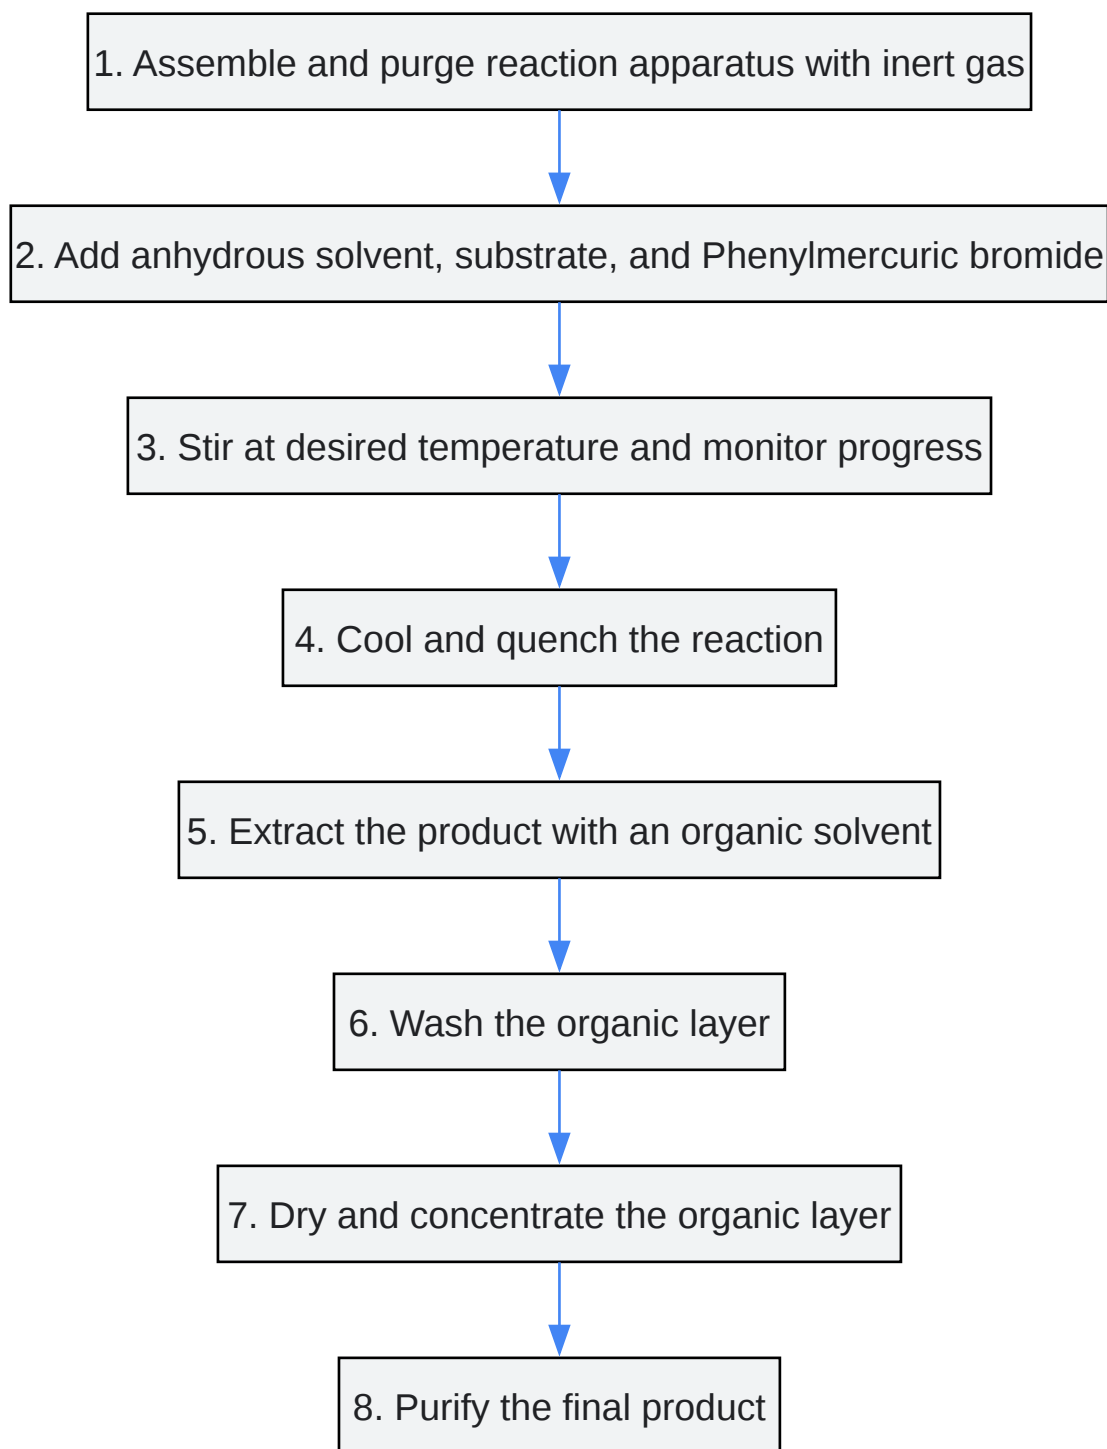 1. Assemble and purge reaction apparatus with inert gas
2. Add anhydrous solvent, substrate, and Phenylmercuric bromide
3. Stir at desired temperature and monitor progress
4. Cool and quench the reaction
5. Extract the product with an organic solvent
6. Wash the organic layer
7. Dry and concentrate the organic layer
8. Purify the final product